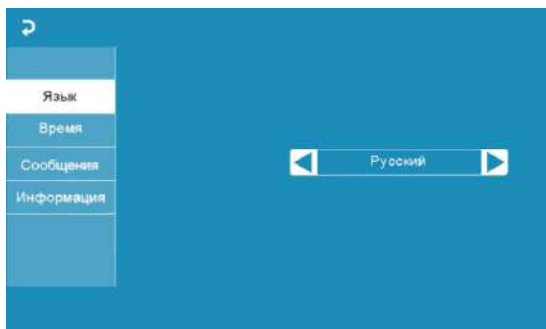 Язык
Время
Русский
Сообщения
Информация